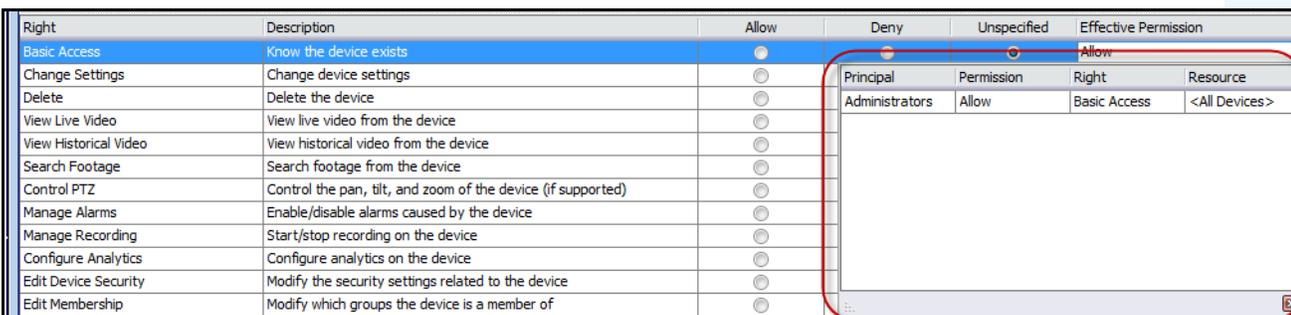 Right Description Allow Deny Unspecified Effective Permission
Basic Access Know the device exists Allow
Change Settings Change device settings Principal Permission Right Resource
Delete Delete the device Administrators Allow Basic Access <All Devices>
View Live Video View live video from the device
View Historical Video View historical video from the device
Search Footage Search footage from the device
Control PTZ Control the pan, tilt, and zoom of the device (if supported)
Manage Alarms Enable/disable alarms caused by the device
Manage Recording Start/stop recording on the device
Configure Analytics Configure analytics on the device
Edit Device Security Modify the security settings related to the device
Edit Membership Modify which groups the device is a member of